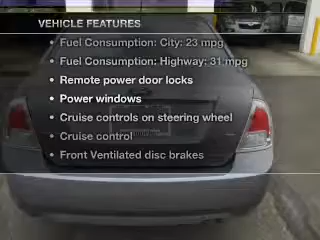 VEHICLE FEATURES
• Fuel Consumption: City: 23 mpg
• Fuel Consumption: Highway: 31 mpg
• Remote power door locks
• Power windows
• Cruise controls on steering wheel
• Cruise control
• Front Ventilated disc brakes